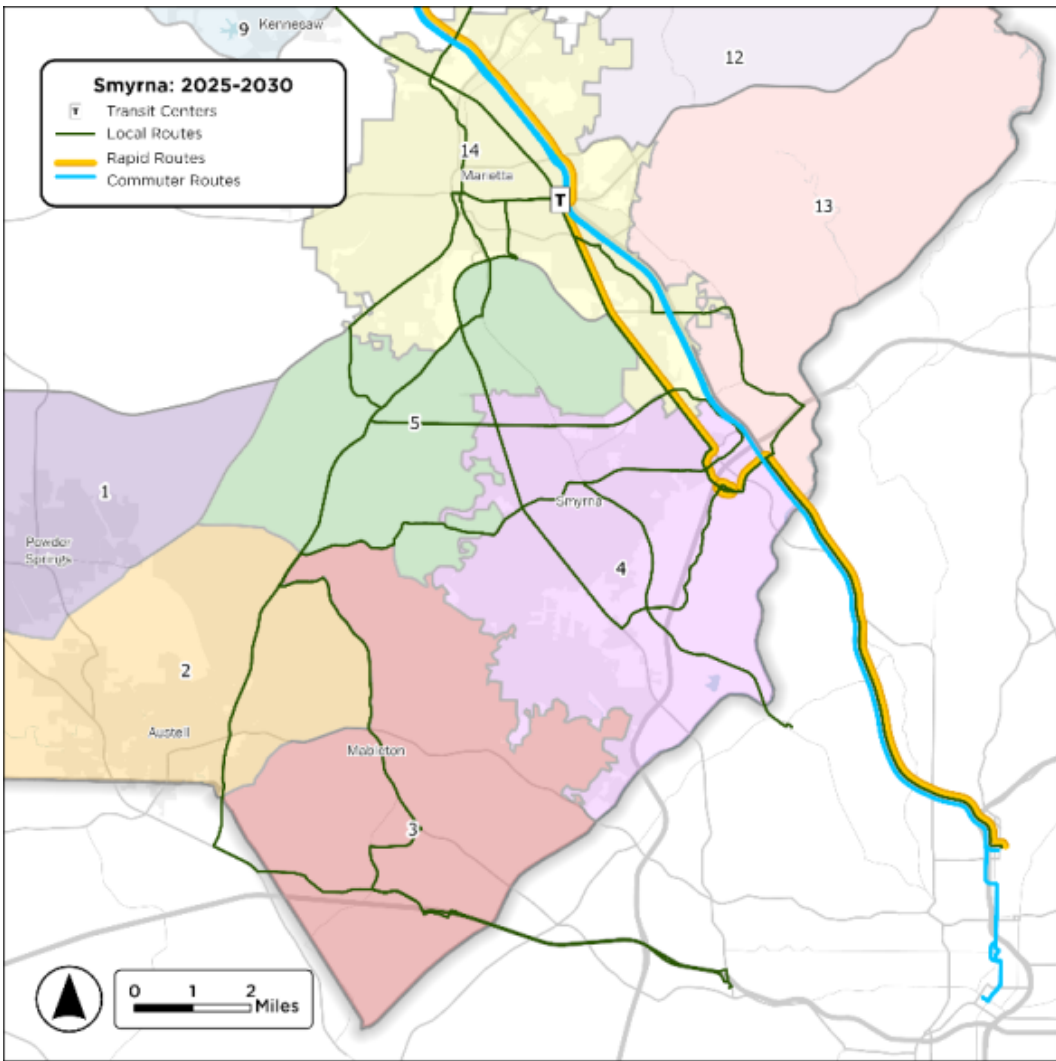 9
Kennesaw
12
Smyrna: 2025-2030
T Transit Centers
Local Routes
Rapid Routes
Commuter Routes
14
Marietta
T
13
5
1
Smyrna
Powder
Springs
4
2
Austell
Mableton
3
0 1 2
Miles